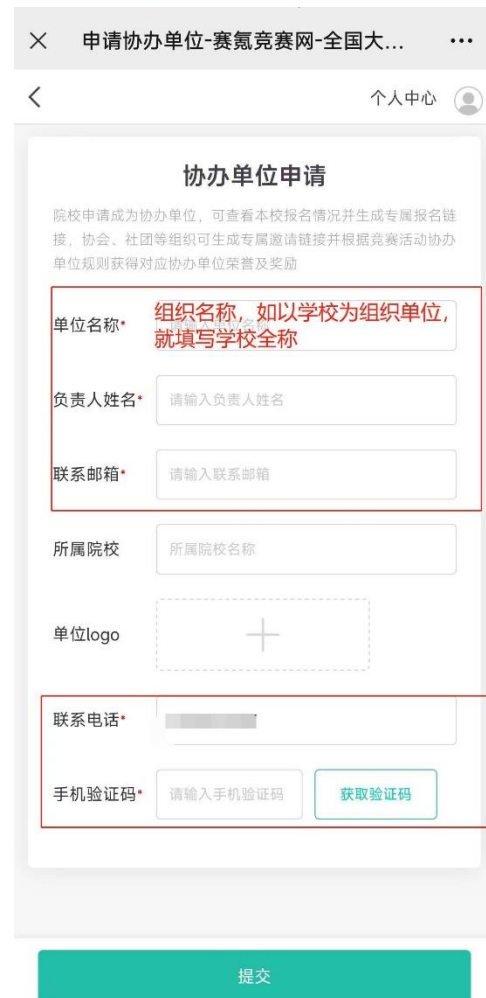 申请协办单位-赛氪竞赛网-全国大...
个人中心
协办单位申请
院校申请成为协办单位，可查看本校报名情况并生成专属报名链
接，协会、社团等组织可生成专属邀请链接并根据竞赛活动协办
单位规则获得对应协办单位荣誉及奖励
单位名称*
组织名称，如以学校为组织单位，
就填写学校全称
请输入单位名称
负责人姓名* 请输入负责人姓名
联系邮箱* 请输入联系邮箱
所属院校 所属院校名称
单位logo
联系电话*
手机验证码* 请输入手机验证码 获取验证码
提交